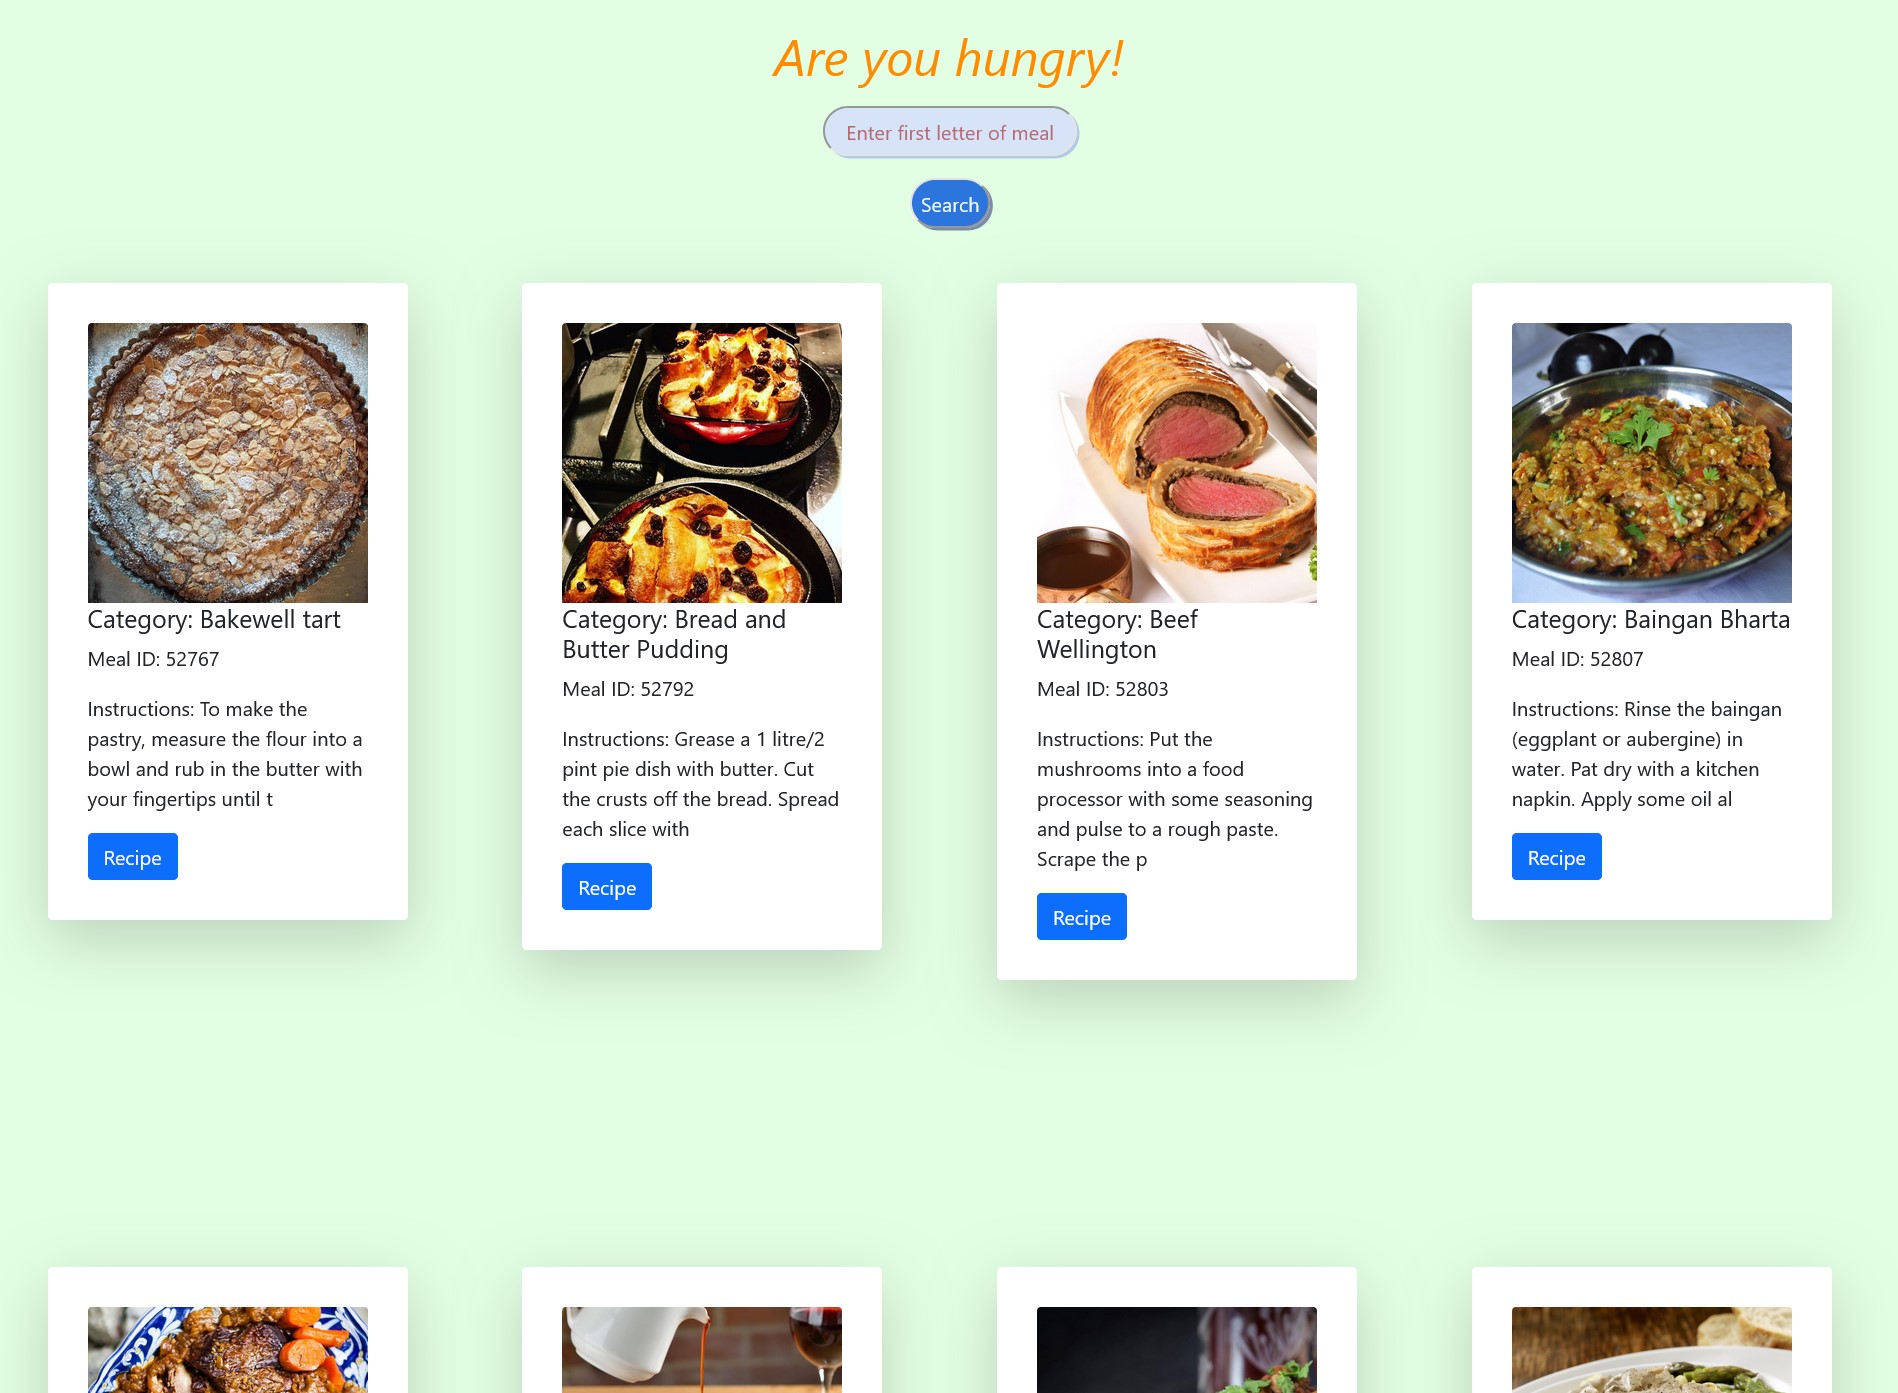 Are you hungry!
Enter first letter of meal
Search
Category: Bakewell tart
Meal ID: 52767
Instructions: To make the
pastry, measure the flour into a
bowl and rub in the butter with
your fingertips until t
Recipe
Category: Bread and
Butter Pudding
Meal ID: 52792
Instructions: Grease a 1 litre/2
pint pie dish with butter. Cut
the crusts off the bread. Spread
each slice with
Recipe
Category: Beef
Wellington
Meal ID: 52803
Instructions: Put the
mushrooms into a food
processor with some seasoning
and pulse to a rough paste.
Scrape the p
Recipe
Category: Baingan Bharta
Meal ID: 52807
Instructions: Rinse the baingan
(eggplant or aubergine) in
water. Pat dry with a kitchen
napkin. Apply some oil al
Recipe